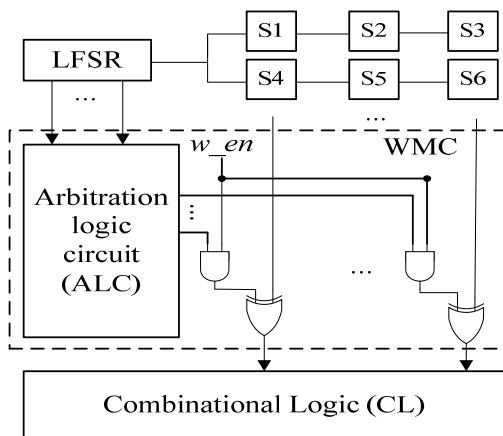 S1 S2 S3
LFSR
S4 S5 S6
...
...
w_en
WMC
Arbitration
logic
circuit
(ALC)
...
...
Combinational Logic (CL)